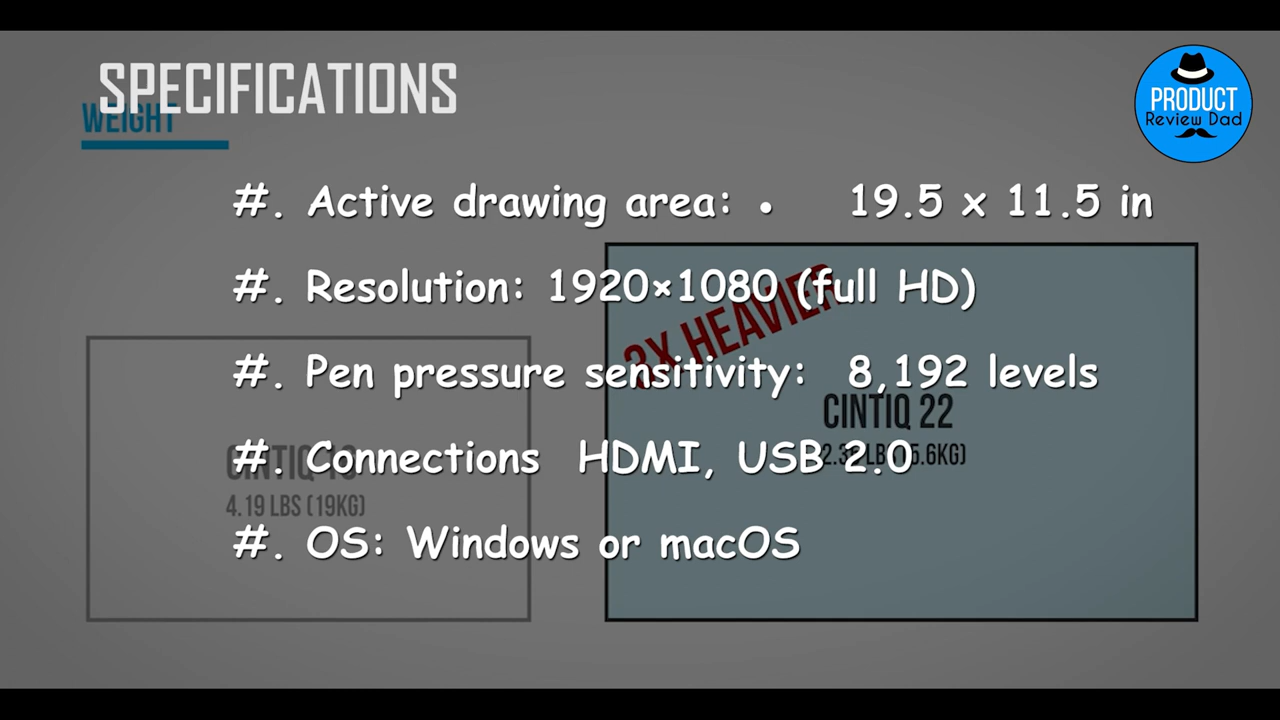 SPECIFICATIONS
WEIGHT
PRODUCT
Review Dad
#. Active drawing area: • 19.5 x 11.5 in
#. Resolution: 1920×1080 (full HD)
3X HEAVIER
#. Pen pressure sensitivity: 8,192 levels
CINTIQ 22
#. Connections HDMI, USB 2.0
CINTIQ
4.19 LBS (19KG)
#. OS: Windows or macOS